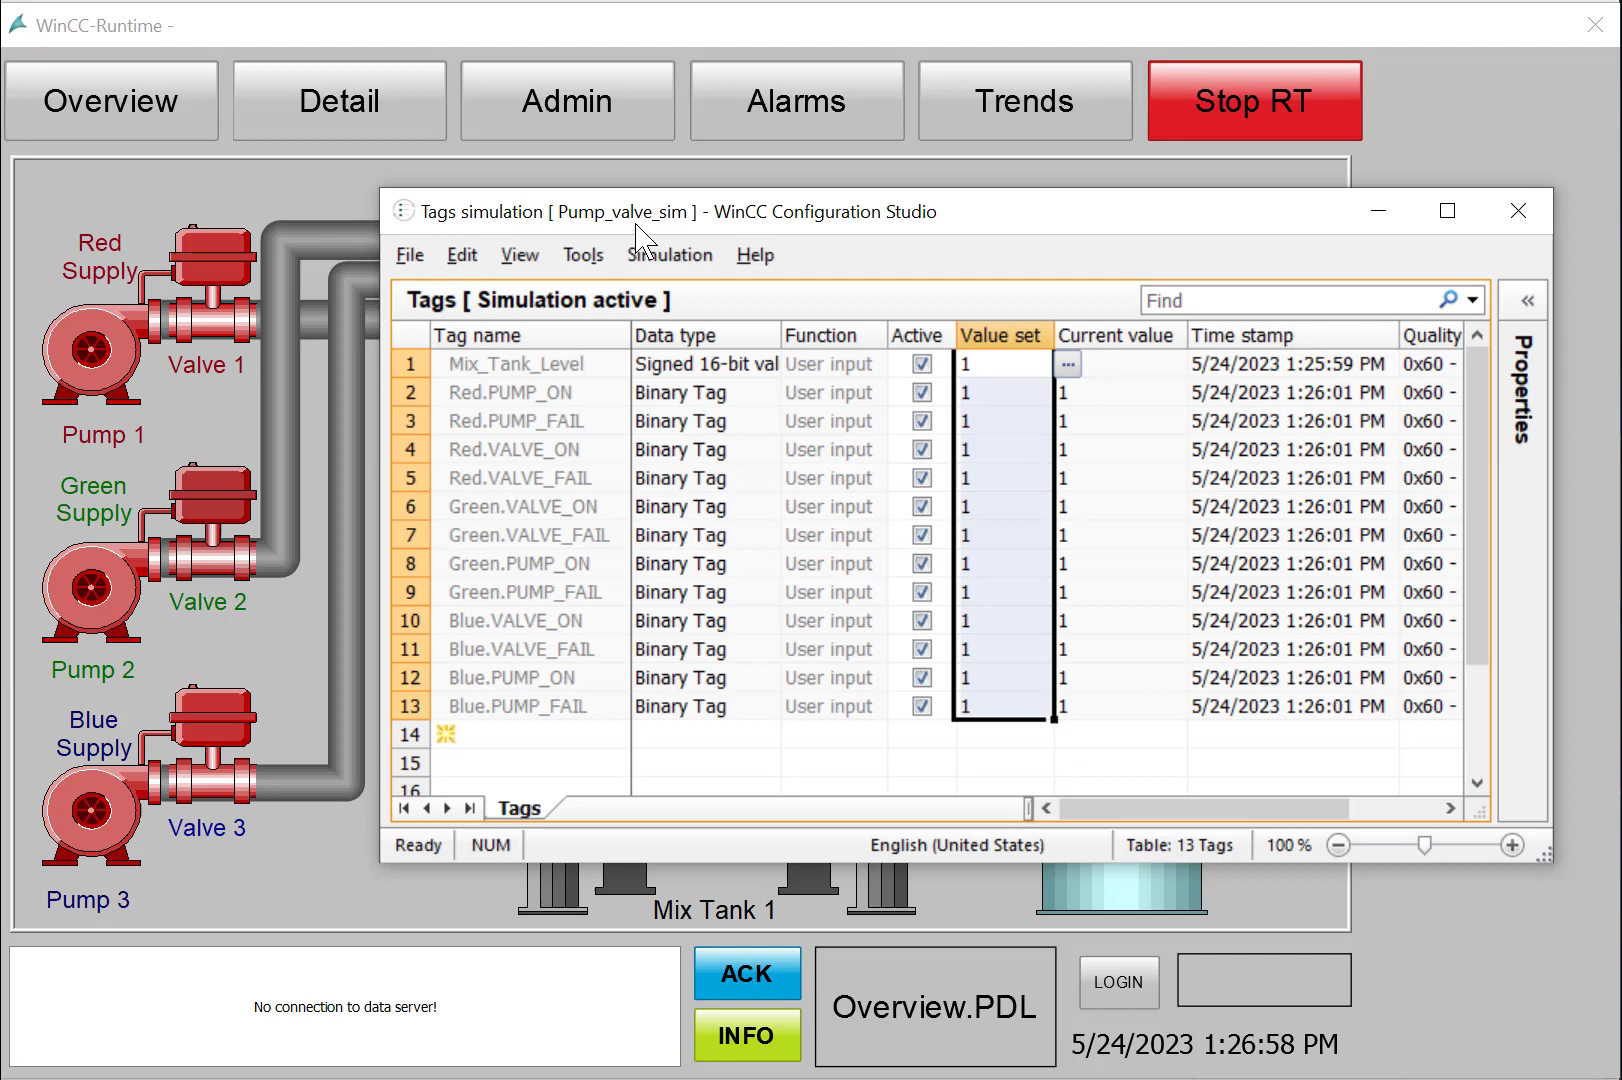 WinCC-Runtime -
Overview
Detail
Admin
Alarms
Trends
Stop RT
Red
Supply
Valve 1
Pump 1
Green
Supply
Valve 2
Pump 2
Blue
Supply
Valve 3
Pump 3
Tags simulation [ Pump_valve_sim ] - WinCC Configuration Studio
File Edit View Tools Simulation Help
Tags [ Simulation active ]
Find
Properties
Tag name Data type Function Active Value set Current value Time stamp Quality
1 Mix_Tank_Level Signed 16-bit val User input 1 ... 5/24/2023 1:25:59 PM 0x60 -
2 Red.PUMP_ON Binary Tag User input 1 1 5/24/2023 1:26:01 PM 0x60 -
3 Red.PUMP_FAIL Binary Tag User input 1 1 5/24/2023 1:26:01 PM 0x60 -
4 Red.VALVE_ON Binary Tag User input 1 1 5/24/2023 1:26:01 PM 0x60 -
5 Red.VALVE_FAIL Binary Tag User input 1 1 5/24/2023 1:26:01 PM 0x60 -
6 Green.VALVE_ON Binary Tag User input 1 1 5/24/2023 1:26:01 PM 0x60 -
7 Green.VALVE_FAIL Binary Tag User input 1 1 5/24/2023 1:26:01 PM 0x60 -
8 Green.PUMP_ON Binary Tag User input 1 1 5/24/2023 1:26:01 PM 0x60 -
9 Green.PUMP_FAIL Binary Tag User input 1 1 5/24/2023 1:26:01 PM 0x60 -
10 Blue.VALVE_ON Binary Tag User input 1 1 5/24/2023 1:26:01 PM 0x60 -
11 Blue.VALVE_FAIL Binary Tag User input 1 1 5/24/2023 1:26:01 PM 0x60 -
12 Blue.PUMP_ON Binary Tag User input 1 1 5/24/2023 1:26:01 PM 0x60 -
13 Blue.PUMP_FAIL Binary Tag User input 1 1 5/24/2023 1:26:01 PM 0x60 -
14
15
16
Tags
Ready NUM English (United States) Table: 13 Tags 100 %
Mix Tank 1
No connection to data server!
ACK
INFO
Overview.PDL
LOGIN
5/24/2023 1:26:58 PM